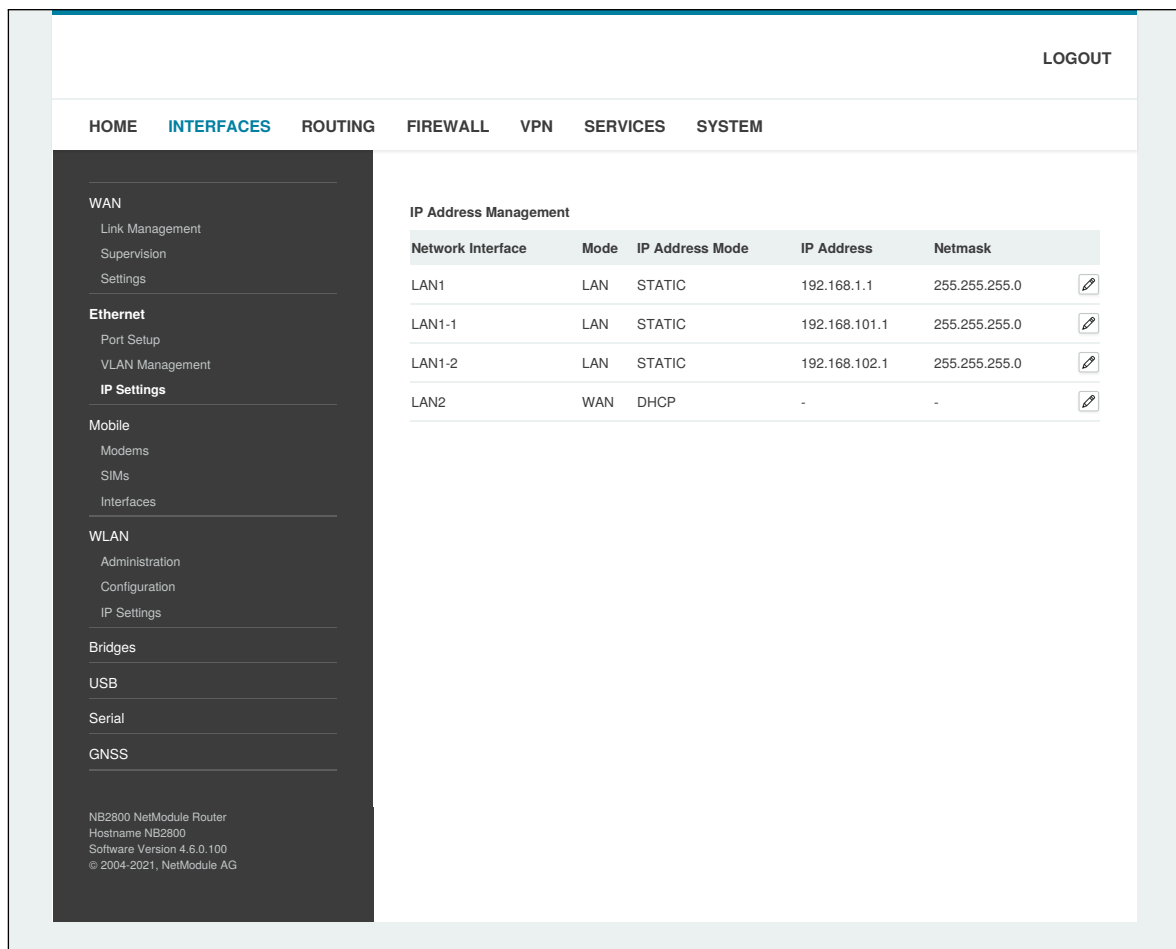 LOGOUT
HOME INTERFACES ROUTING FIREWALL VPN SERVICES SYSTEM
WAN
Link Management
Supervision
Settings
Ethernet
Port Setup
VLAN Management
IP Settings
Mobile
Modems
SIMs
Interfaces
WLAN
Administration
Configuration
IP Settings
Bridges
USB
Serial
GNSS
NB2800 NetModule Router
Hostname NB2800
Software Version 4.6.0.100
© 2004-2021, NetModule AG
IP Address Management
Network Interface Mode IP Address Mode IP Address Netmask
LAN1 LAN STATIC 192.168.1.1 255.255.255.0
LAN1-1 LAN STATIC 192.168.101.1 255.255.255.0
LAN1-2 LAN STATIC 192.168.102.1 255.255.255.0
LAN2 WAN DHCP - -